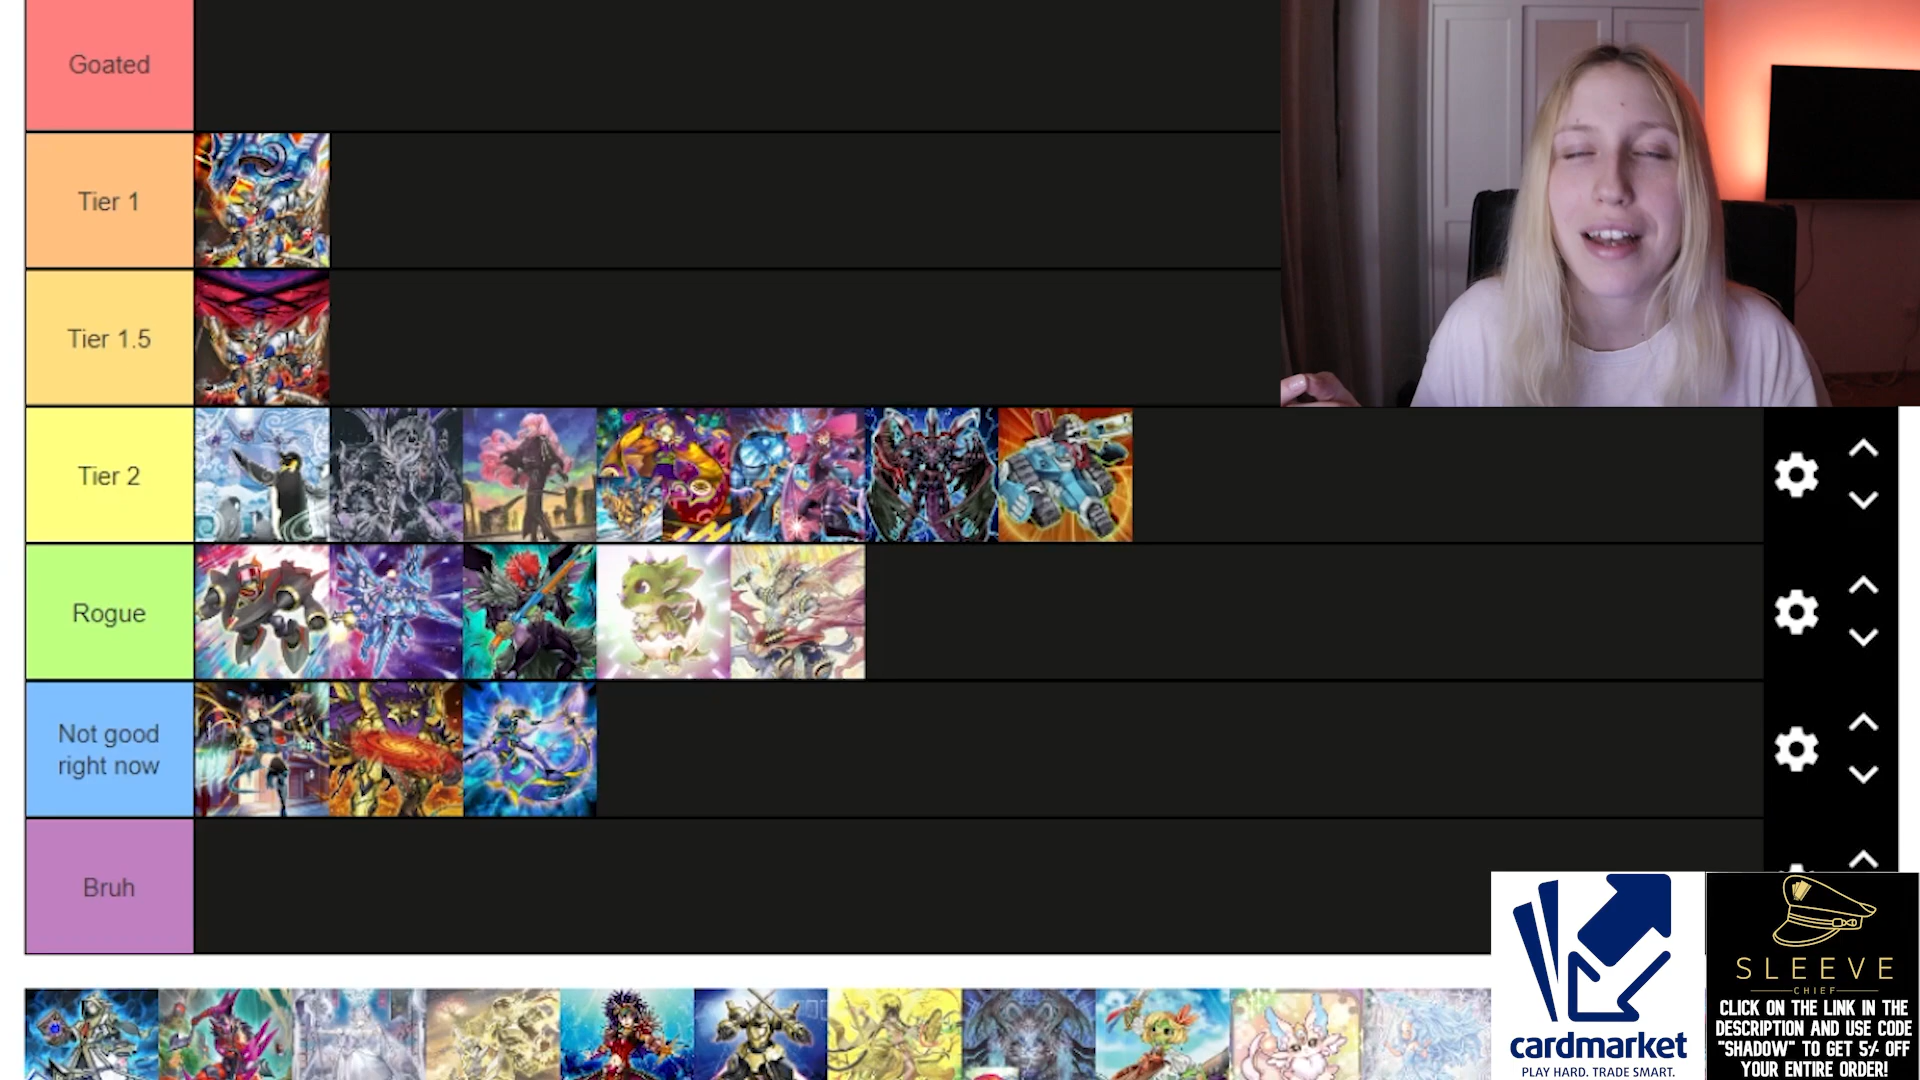 Goated
Tier 1
Tier 1.5
Tier 2
Rogue
Not good
right now
Bruh
cardmarket
PLAY HARD. TRADE SMART.
SLEEVE
CHIEF
CLICK ON THE LINK IN THE
DESCRIPTION AND USE CODE
"SHADOW" TO GET 5% OFF
YOUR ENTIRE ORDER!